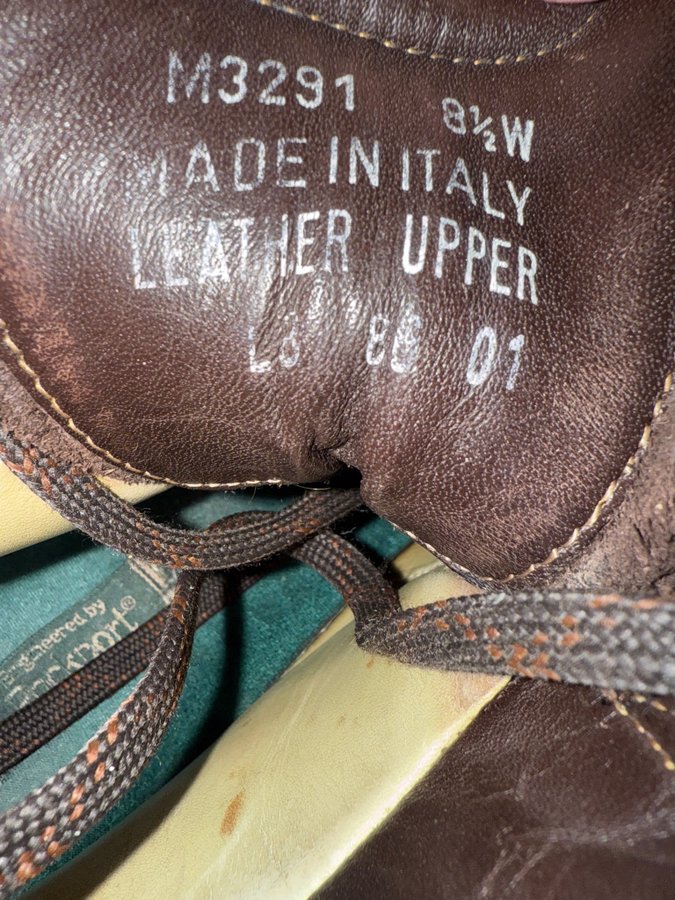 M3291 8½W
MADE IN ITALY
LEATHER UPPER
01